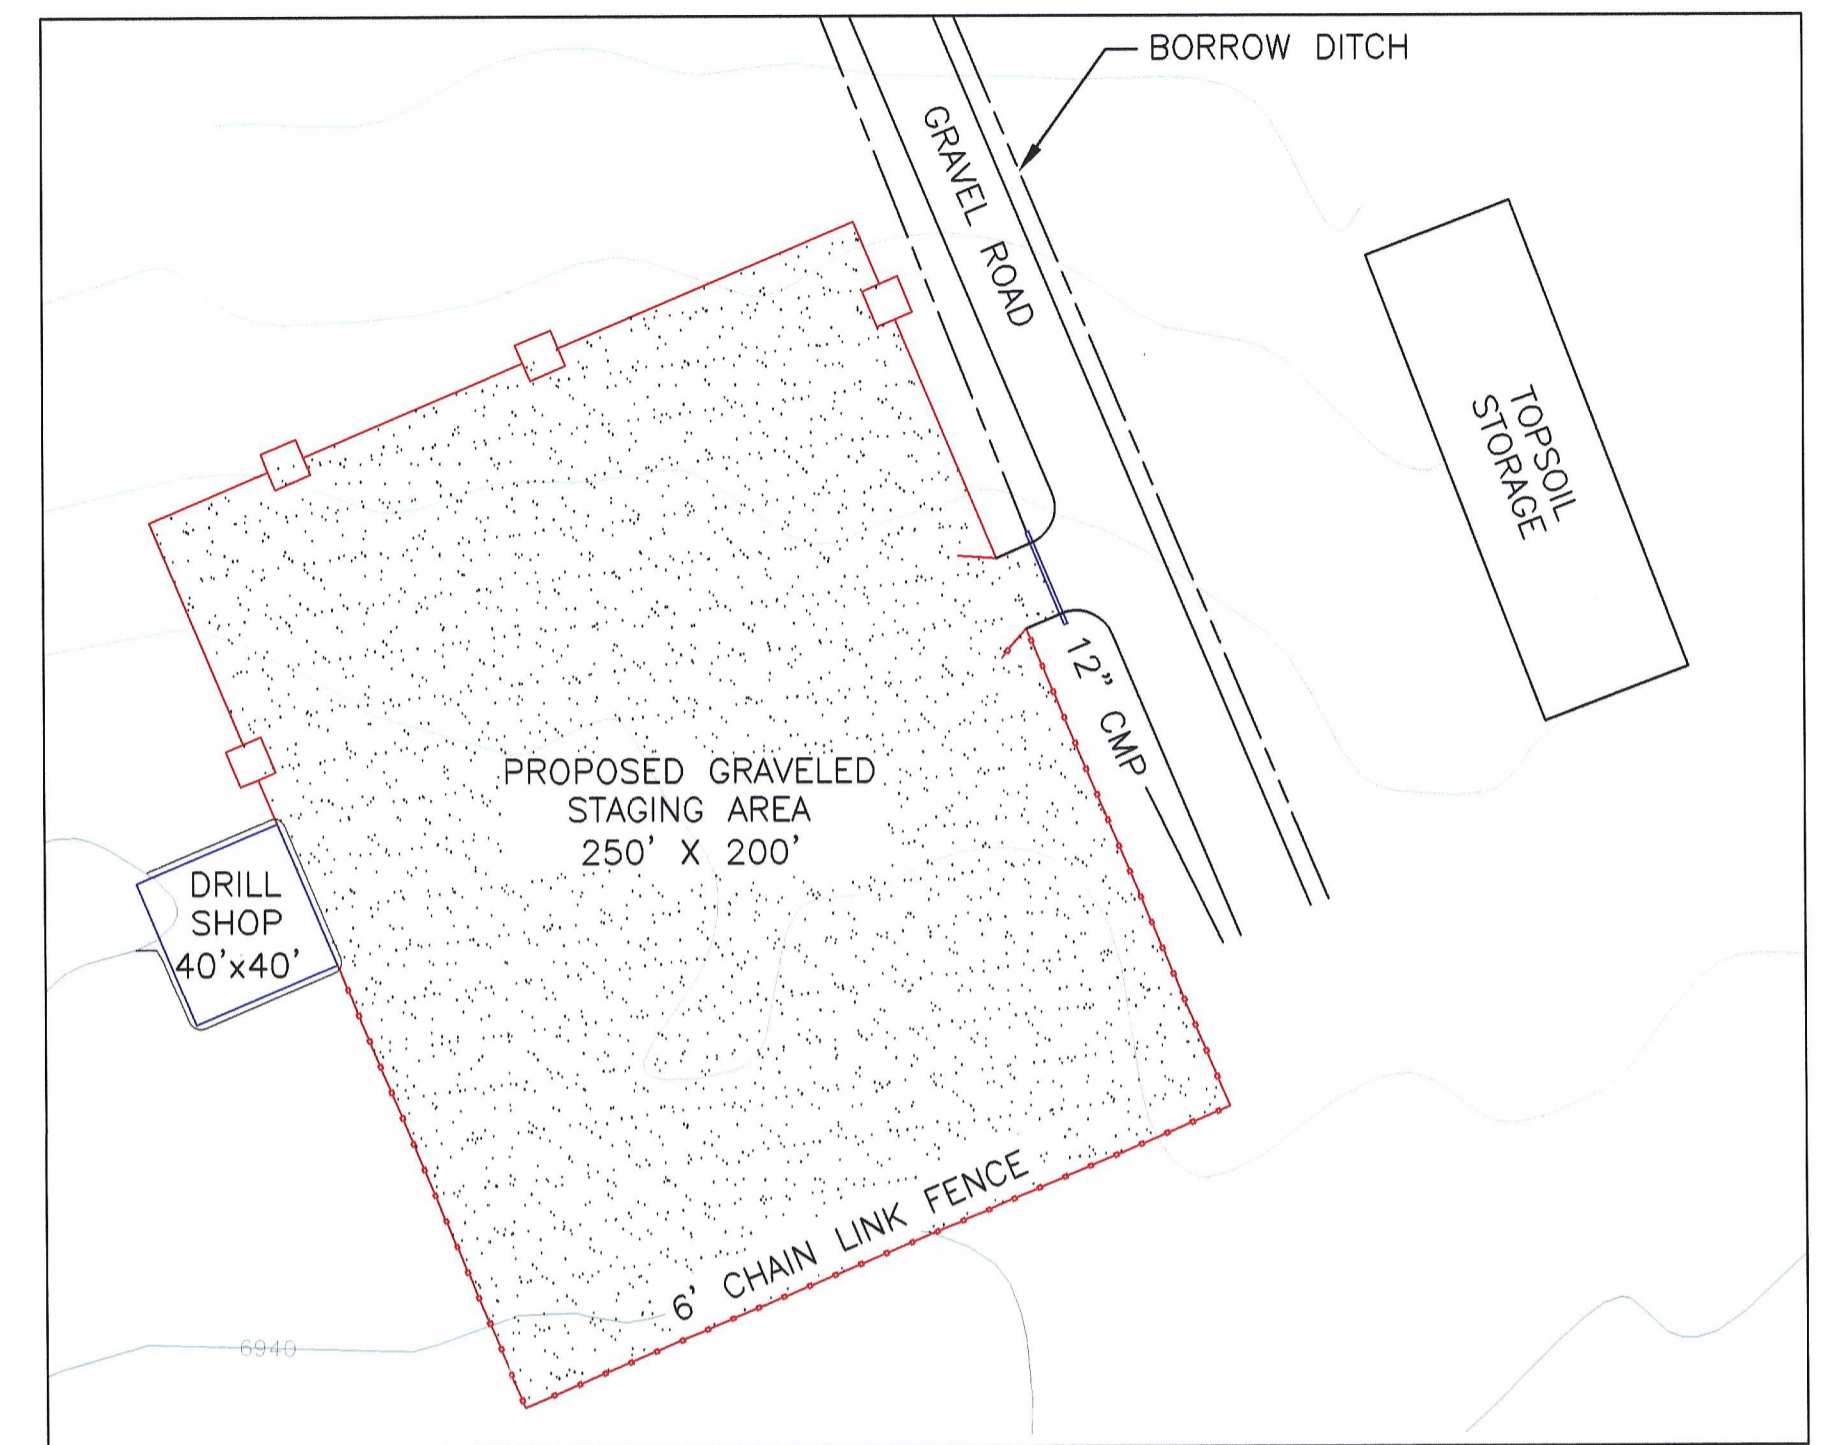 BORROW DITCH
GRAVEL ROAD
TOPSOIL
STORAGE
12" CMP
PROPOSED GRAVELED
STAGING AREA
250' X 200'
DRILL
SHOP
40'x40'
6' CHAIN LINK FENCE
6940